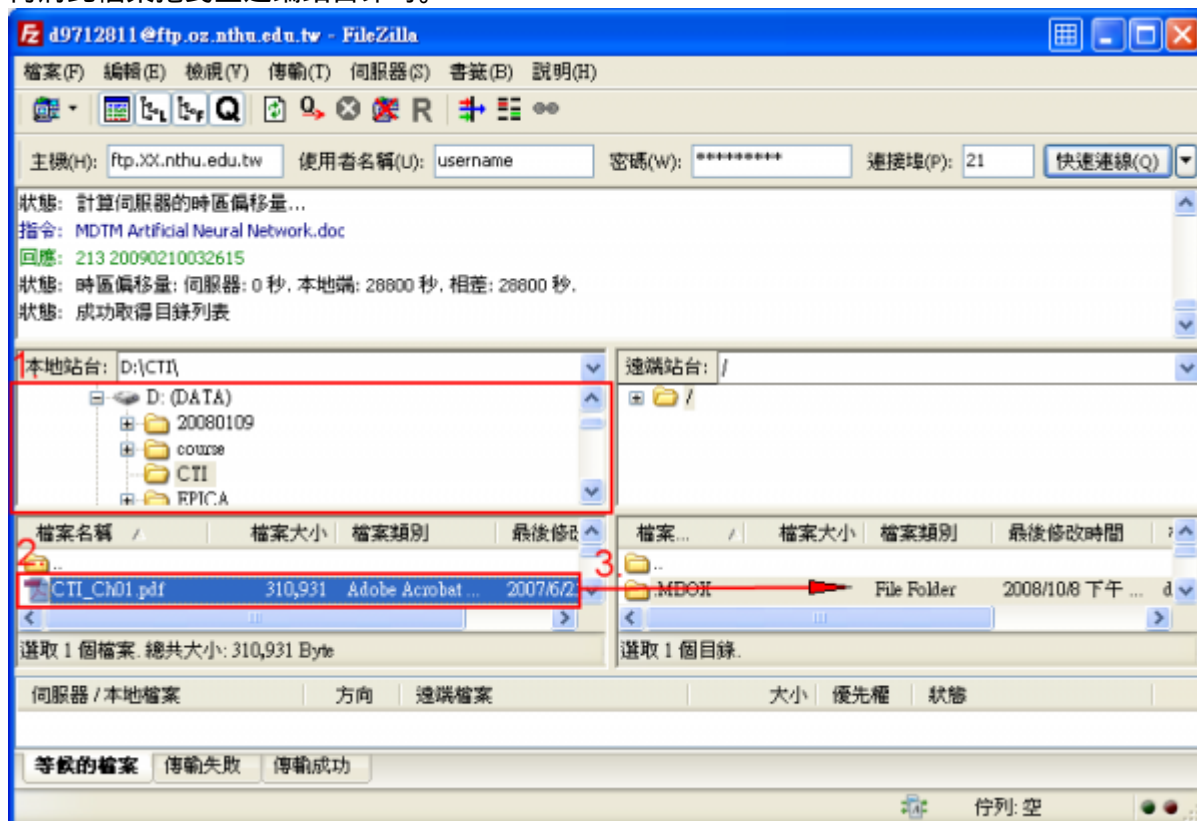 d9712811@ftp.oz.nthu.edu.tw - FileZilla
檔案(F) 編輯(E) 檢視(V) 傳輸(T) 伺服器(S) 書籤(B) 說明(H)
主機(H): ftp.XX.nthu.edu.tw 使用者名稱(U): username 密碼(W): ********* 連接埠(P): 21 快速連線(Q)
狀態: 計算伺服器的時區偏移量...
指令: MDTM Artificial Neural Network.doc
回應: 213 20090210032615
狀態: 時區偏移量: 伺服器: 0 秒. 本地端: 28800 秒. 相差: 28800 秒.
狀態: 成功取得目錄列表
1 本地站台: D:\CTI\ 遠端站台: /
D: (DATA) /
20080109
course
CTI
EPICA
檔案名稱 / 檔案大小 檔案類別 最後修改 檔案... / 檔案大小 檔案類別 最後修改時間
2. .. 3. ..
CTI_Ch01.pdf 310,931 Adobe Acrobat ... 2007/6/2 .MBOX File Folder 2008/10/8 下午 ... d
選取 1 個檔案. 總共大小: 310,931 Byte 選取 1 個目錄.
伺服器 / 本地檔案 方向 遠端檔案 大小 優先權 狀態
等候的檔案 傳輸失敗 傳輸成功
佇列: 空